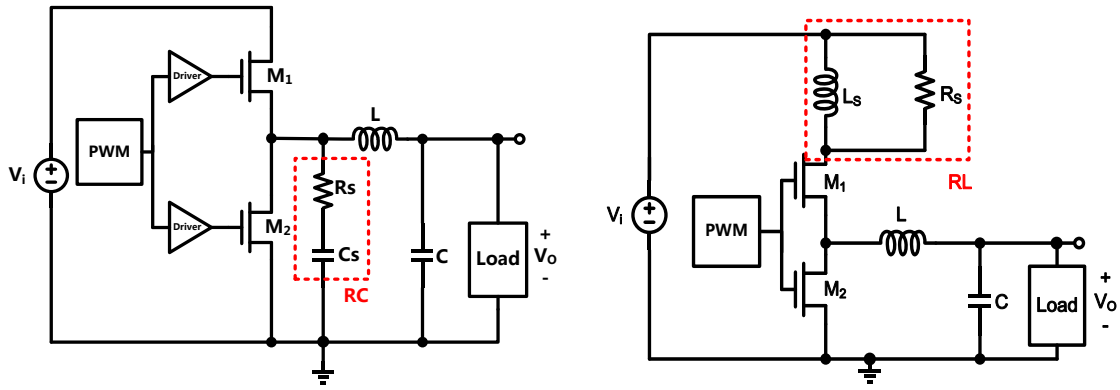 Driver
M1
L
PWM
Vi
Rs
Driver
M2
Cs
C
Load
+
VO
-
RC
LS
RS
RL
M1
Vi
PWM
L
M2
C
Load
+
VO
-